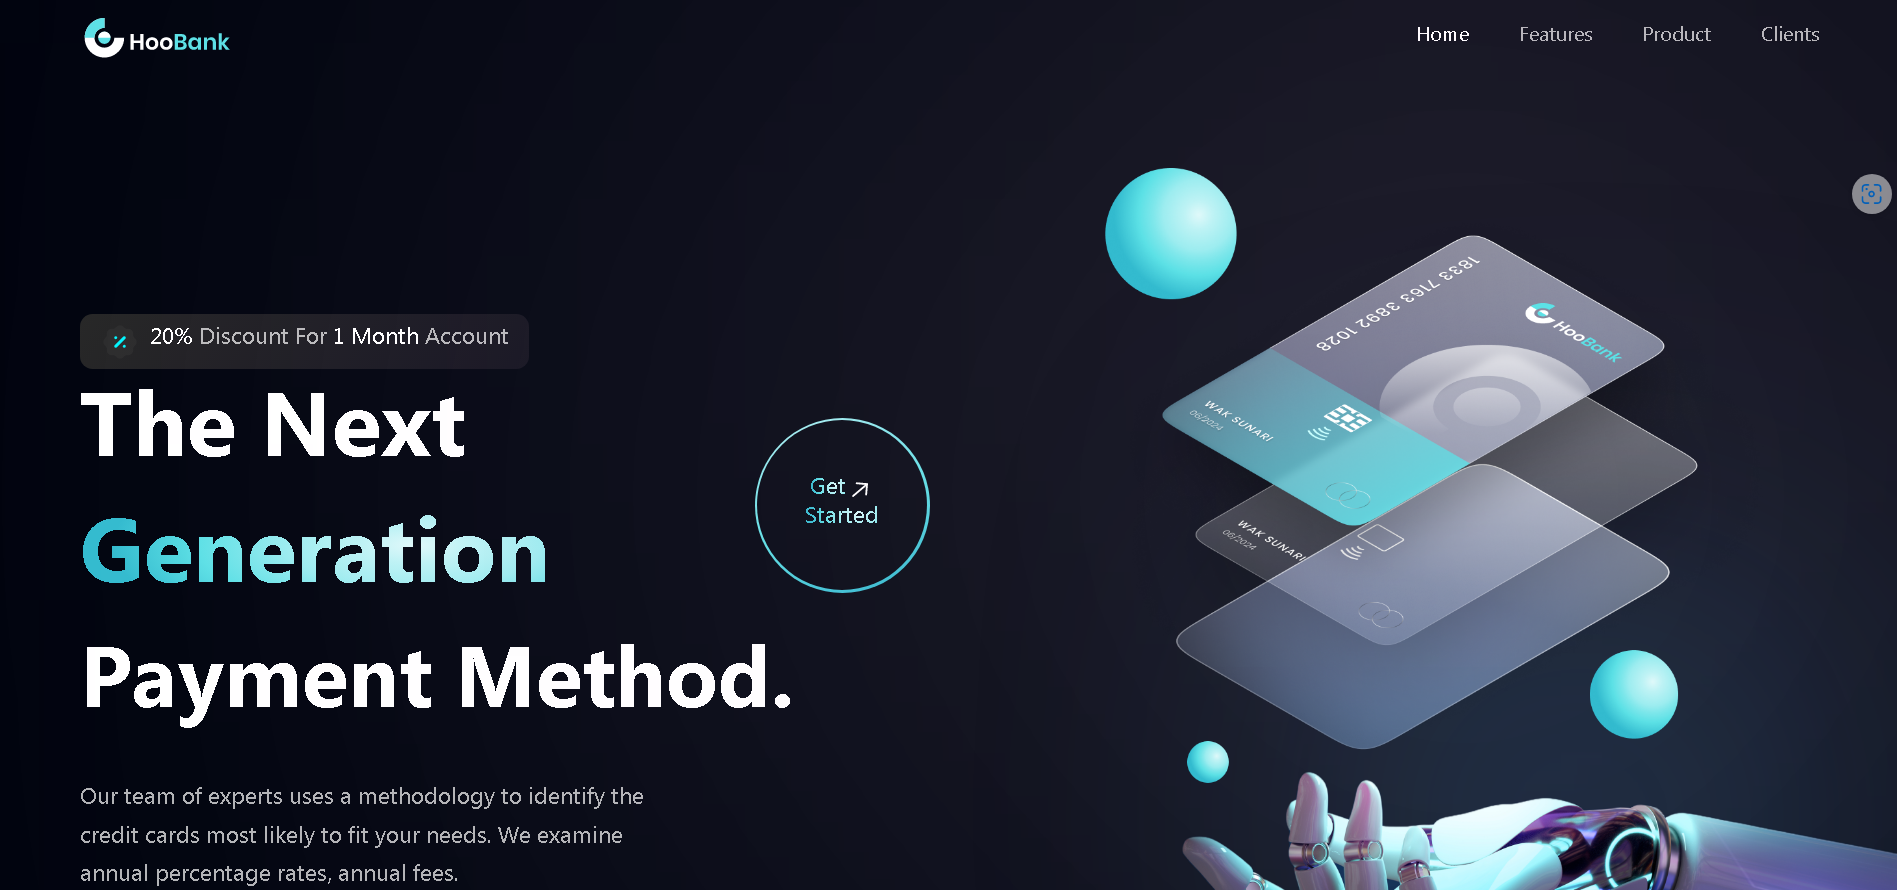 HooBank
Home Features Product Clients
20% Discount For 1 Month Account
The Next
Generation
Payment Method.
Get
Started
Our team of experts uses a methodology to identify the
credit cards most likely to fit your needs. We examine
annual percentage rates, annual fees.
1833 7163 3892 1028
HooBank
WAK SUNARI
06/2024
WAK SUNARI
06/2024